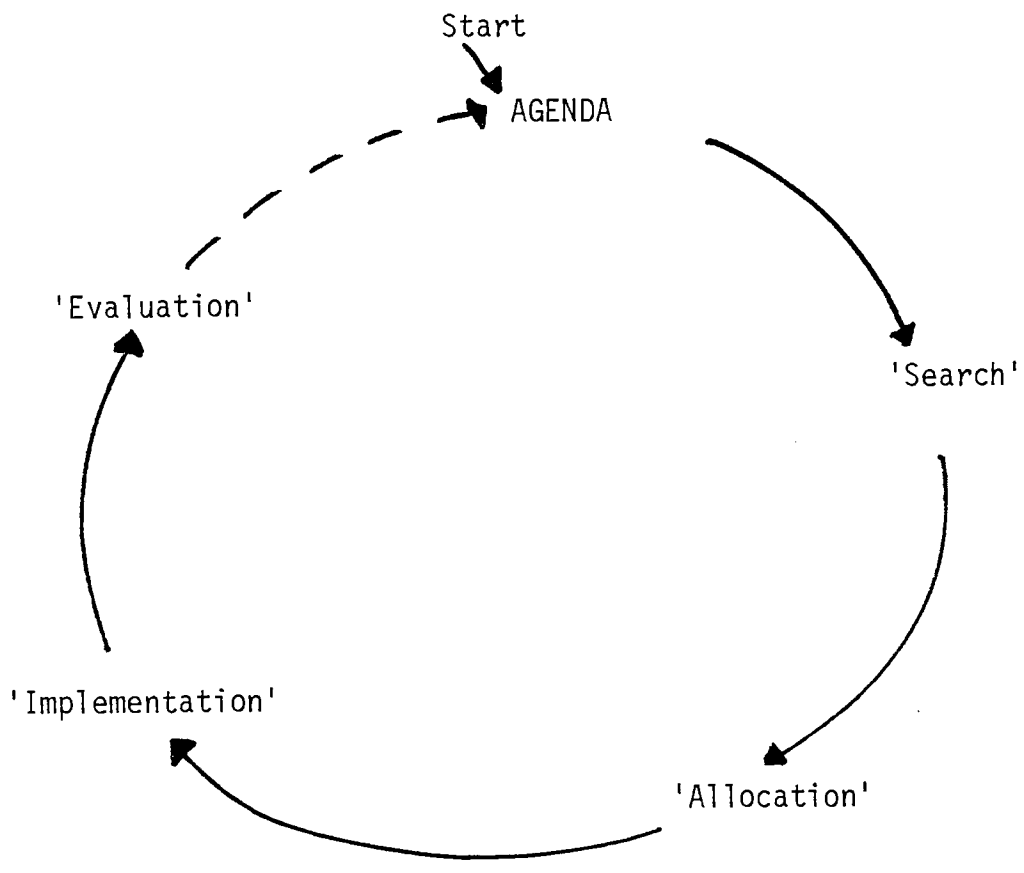 Start
AGENDA
'Search'
'Allocation'
'Implementation'
'Evaluation'